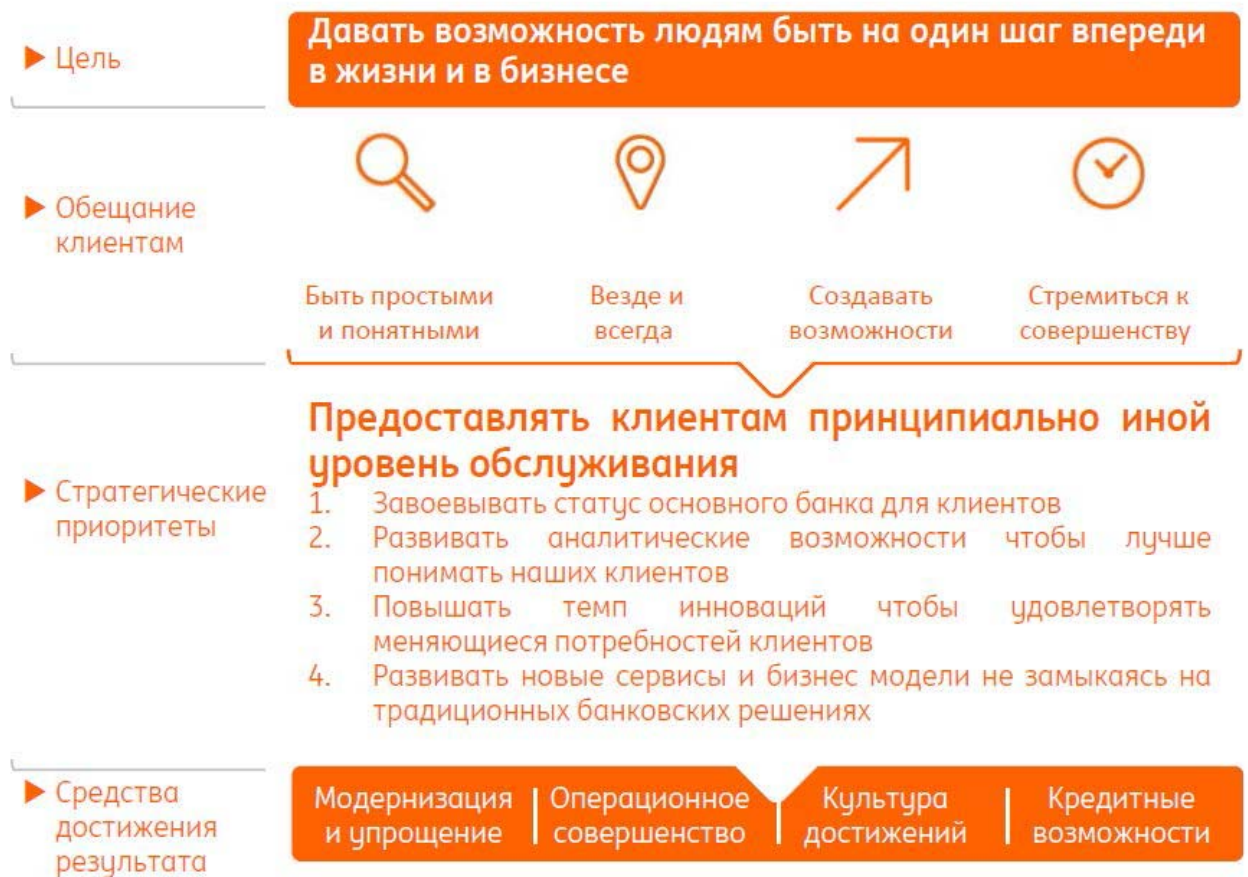 Цель
Давать возможность людям быть на один шаг впереди
в жизни и в бизнесе
Обещание
клиентам
Быть простыми
и понятными
Везде и
всегда
Создавать
возможности
Стремиться к
совершенству
Стратегические
приоритеты
Предоставлять клиентам принципиально иной
уровень обслуживания
1. Завоевывать статус основного банка для клиентов
2. Развивать аналитические возможности чтобы лучше
понимать наших клиентов
3. Повышать темп инноваций чтобы удовлетворять
меняющиеся потребностей клиентов
4. Развивать новые сервисы и бизнес модели не замыкаясь на
традиционных банковских решениях
Средства
достижения
результата
Модернизация
и упрощение
Операционное
совершенство
Культура
достижений
Кредитные
возможности